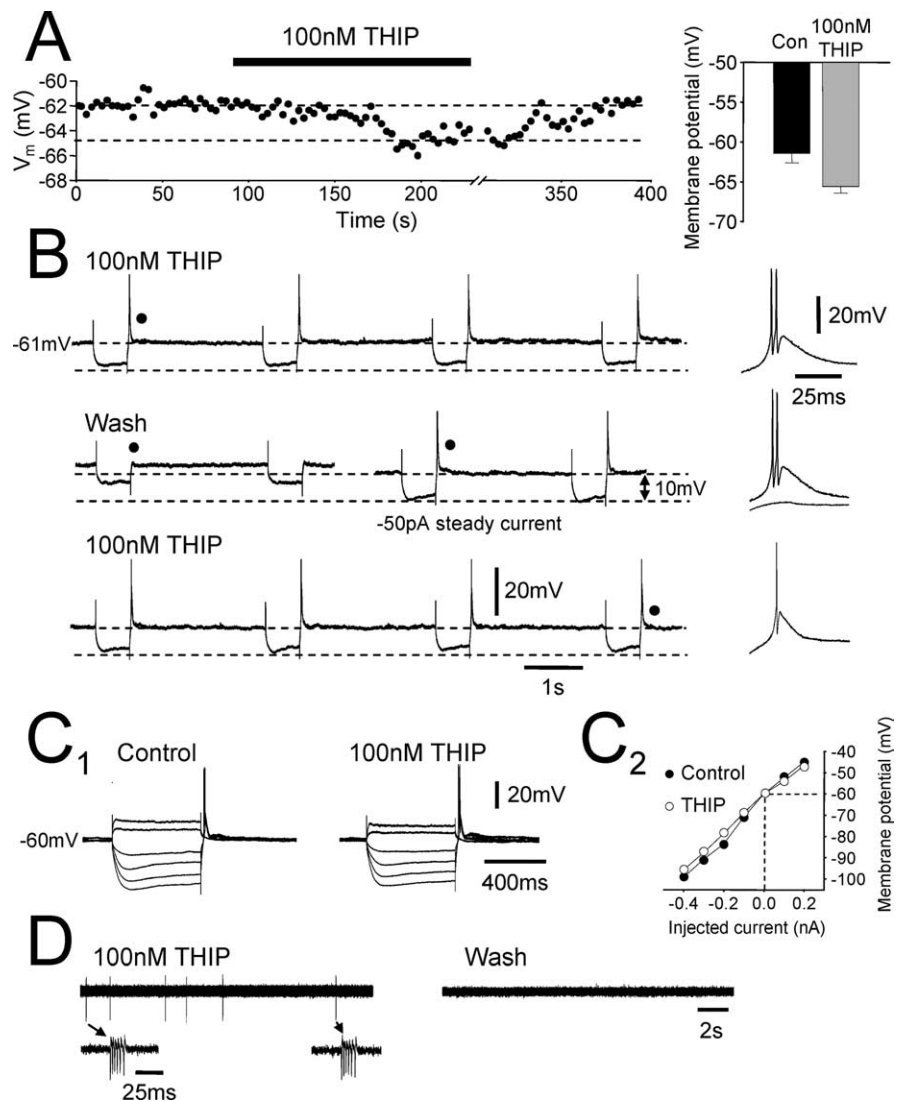 A
100nM THIP
-60
-62
-64
-66
-68
Vm (mV)
0 50 100 150 200 350 400
Time (s)
Con
100nM
THIP
-50
-55
-60
-65
-70
Membrane potential (mV)
B
100nM THIP
-61mV
20mV
25ms
Wash
10mV
-50pA steady current
100nM THIP
20mV
1s
C1
Control
100nM THIP
-60mV
20mV
400ms
C2
Control
THIP
-40
-50
-60
-70
-80
-90
-100
Membrane potential (mV)
-0.4 -0.2 0.0 0.2
Injected current (nA)
D
100nM THIP
Wash
2s
25ms